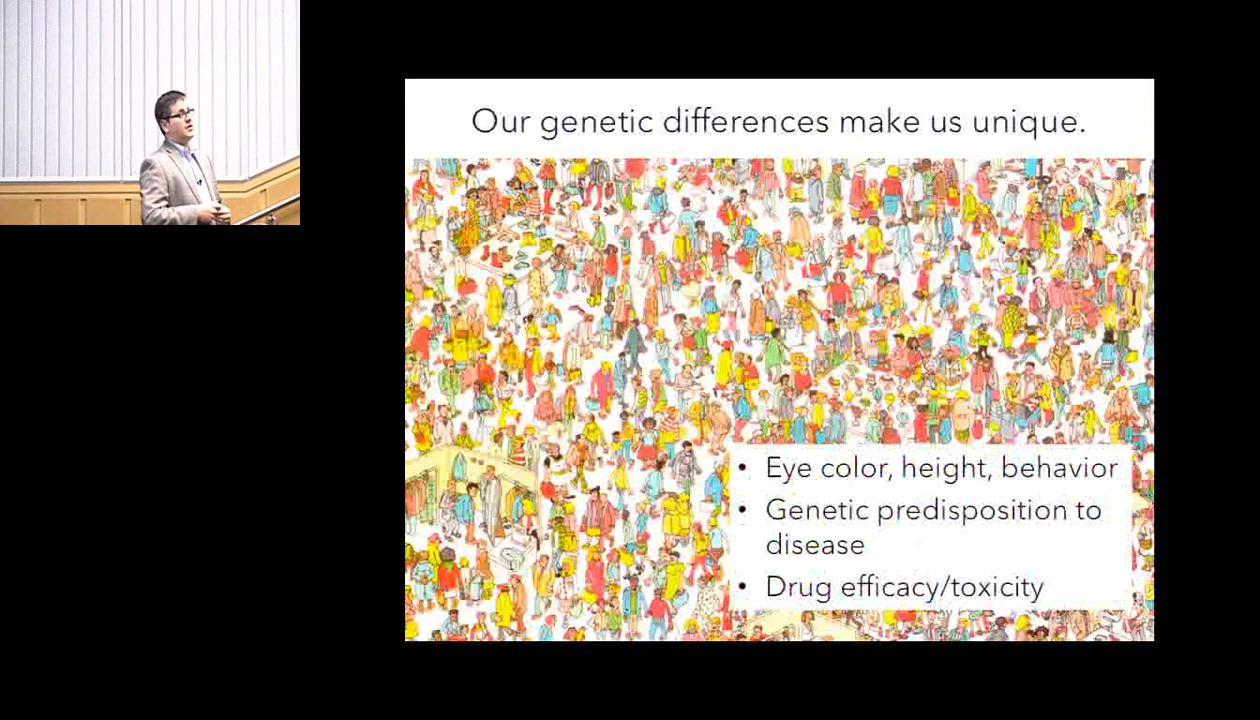 Our genetic differences make us unique.
• Eye color, height, behavior
• Genetic predisposition to
disease
• Drug efficacy/toxicity